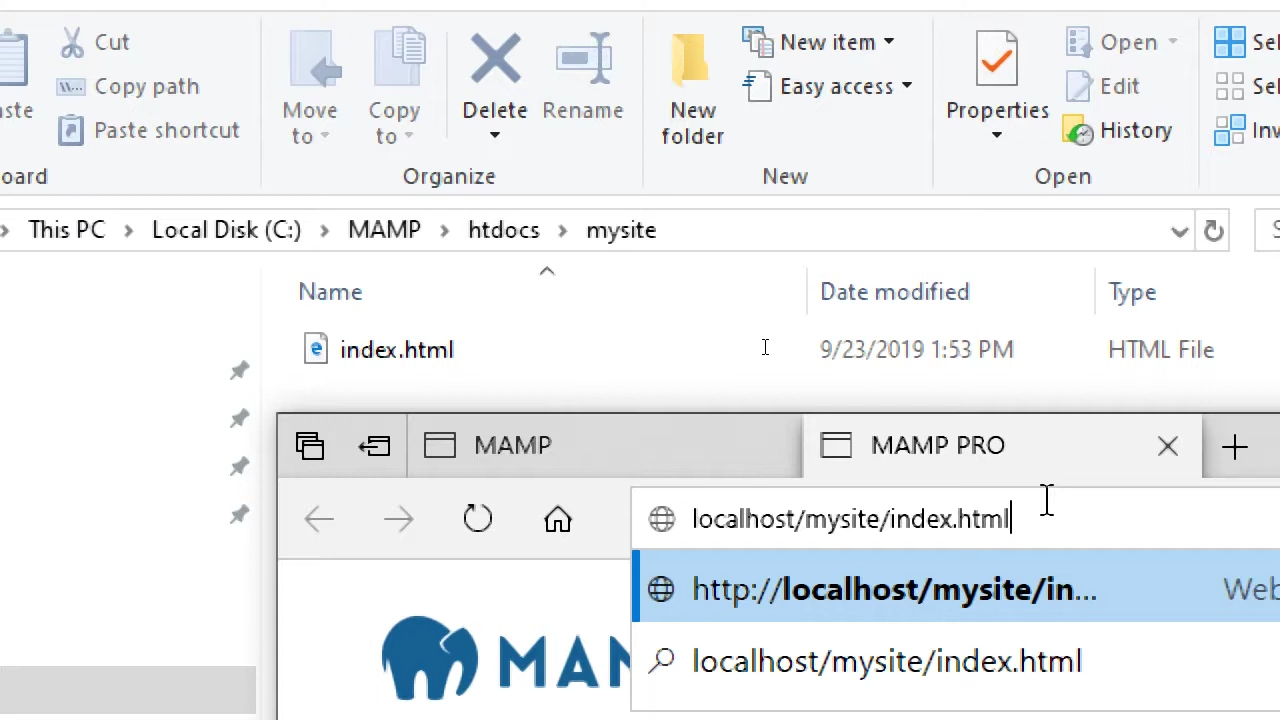 Cut
Copy path
Paste shortcut
Move to
Copy to
Delete
Rename
Organize
New folder
New item
Easy access
New
Properties
Open
Edit
History
Open
This PC > Local Disk (C:) > MAMP > htdocs > mysite
Name Date modified Type
index.html 9/23/2019 1:53 PM HTML File
MAMP
MAMP PRO
localhost/mysite/index.html
http://localhost/mysite/in...
localhost/mysite/index.html